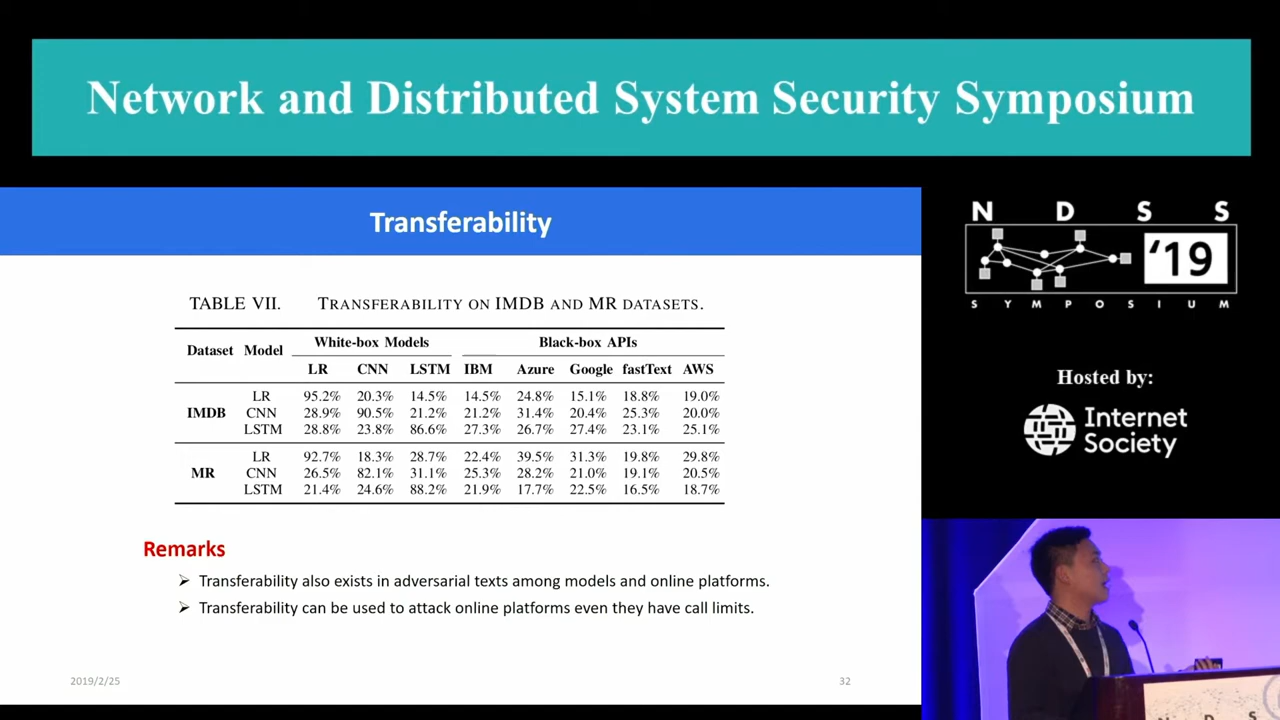 Network and Distributed System Security Symposium
Transferability
TABLE VII. TRANSFERABILITY ON IMDB AND MR DATASETS.
Dataset Model White-box Models Black-box APIs
LR CNN LSTM IBM Azure Google fastText AWS
IMDB
LR 95.2% 20.3% 14.5% 14.5% 24.8% 15.1% 18.8% 19.0%
CNN 28.9% 90.5% 21.2% 21.2% 31.4% 20.4% 25.3% 20.0%
LSTM 28.8% 23.8% 86.6% 27.3% 26.7% 27.4% 23.1% 25.1%
MR
LR 92.7% 18.3% 28.7% 22.4% 39.5% 31.3% 19.8% 29.8%
CNN 26.5% 82.1% 31.1% 25.3% 28.2% 21.0% 19.1% 20.5%
LSTM 21.4% 24.6% 88.2% 21.9% 17.7% 22.5% 16.5% 18.7%
Remarks
➢ Transferability also exists in adversarial texts among models and online platforms.
➢ Transferability can be used to attack online platforms even they have call limits.
2019/2/25
32
N D S S
‘19
SYMPOSIUM
Hosted by:
Internet
Society
N D S